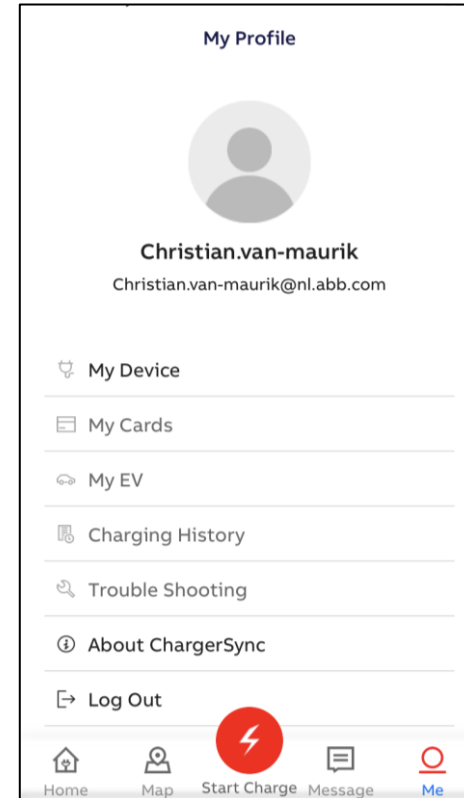 My Profile
Christian.van-maurik
Christian.van-maurik@nl.abb.com
My Device
My Cards
My EV
Charging History
Trouble Shooting
About ChargerSync
Log Out
Home Map Start Charge Message Me